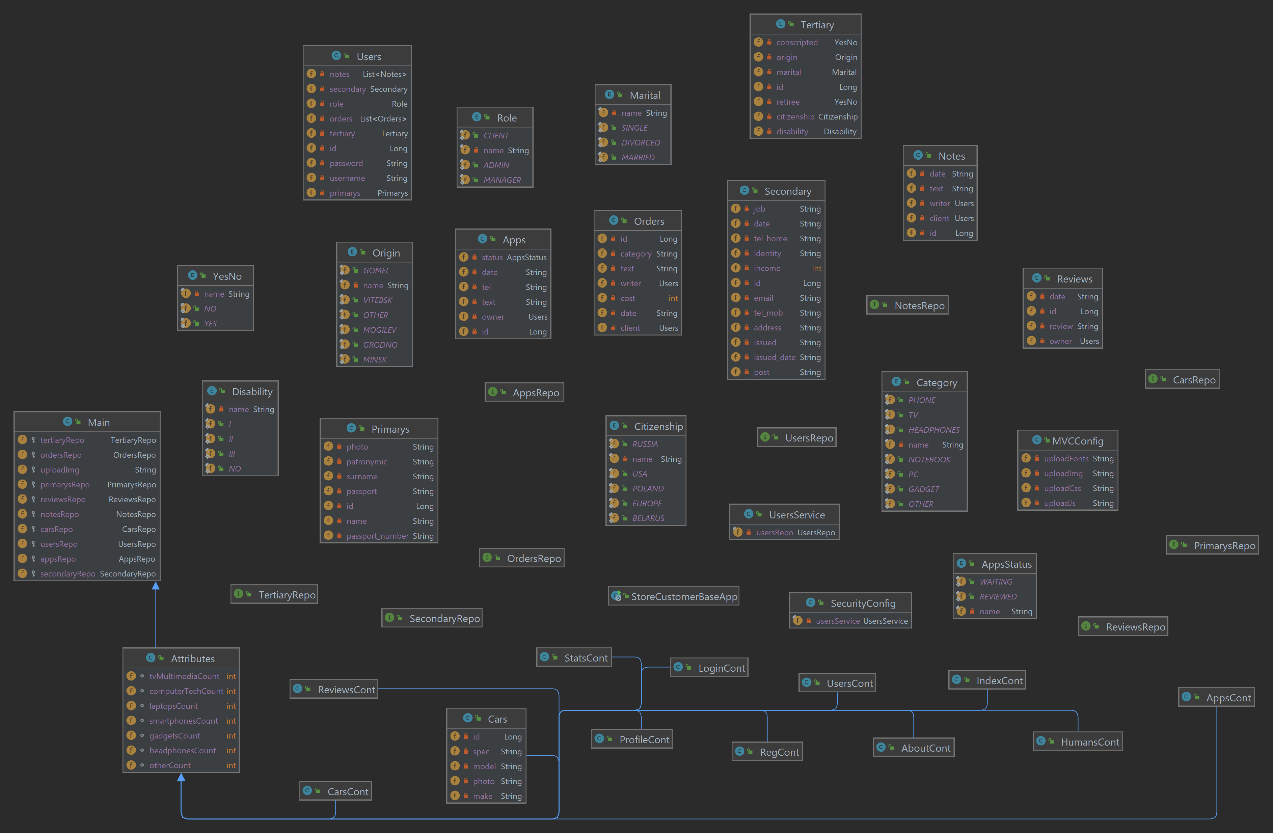 Tertiary
conscripted YesNo
origin Origin
marital Marital
id Long
retiree YesNo
citizenship Citizenship
disability Disability
Users
notes List<Notes>
secondary Secondary
role Role
orders List<Orders>
tertiary Tertiary
id Long
password String
username String
primarys Primarys
Role
CLIENT
name String
ADMIN
MANAGER
Marital
name String
SINGLE
DIVORCED
MARRIED
Notes
date String
text String
writer Users
client Users
id Long
Secondary
job String
date String
tel_home String
identity String
income int
id Long
email String
tel_mob String
address String
issued String
issued_date String
post String
Orders
id Long
category String
text String
writer Users
cost int
date String
client Users
Apps
status AppsStatus
date String
tel String
text String
owner Users
id Long
Origin
GOMEL
name String
VITEBSK
OTHER
MOGILEV
GRODNO
MINSK
YesNo
name String
NO
YES
Reviews
date String
id Long
review String
owner Users
NotesRepo
CarsRepo
AppsRepo
Disability
name String
I
II
III
NO
Category
PHONE
TV
HEADPHONES
name String
NOTEBOOK
PC
GADGET
OTHER
Main
tertiaryRepo TertiaryRepo
ordersRepo OrdersRepo
uploadImg String
primarysRepo PrimarysRepo
reviewsRepo ReviewsRepo
notesRepo NotesRepo
carsRepo CarsRepo
usersRepo UsersRepo
appsRepo AppsRepo
secondaryRepo SecondaryRepo
Primarys
photo String
patronymic String
surname String
passport String
id Long
name String
passport_number String
Citizenship
RUSSIA
name String
USA
POLAND
EUROPE
BELARUS
UsersRepo
MVCConfig
uploadFonts String
uploadImg String
uploadCss String
uploadJs String
UsersService
usersRepo UsersRepo
PrimarysRepo
OrdersRepo
AppsStatus
WAITING
REVIEWED
name String
TertiaryRepo
StoreCustomerBaseApp
SecurityConfig
usersService UsersService
SecondaryRepo
ReviewsRepo
Attributes
tvMultimediaCount int
computerTechCount int
laptopsCount int
smartphonesCount int
gadgetsCount int
headphonesCount int
otherCount int
StatsCont
LoginCont
ReviewsCont
UsersCont
IndexCont
AppsCont
Cars
id Long
spec String
model String
photo String
make String
ProfileCont
RegCont
AboutCont
HumansCont
CarsCont